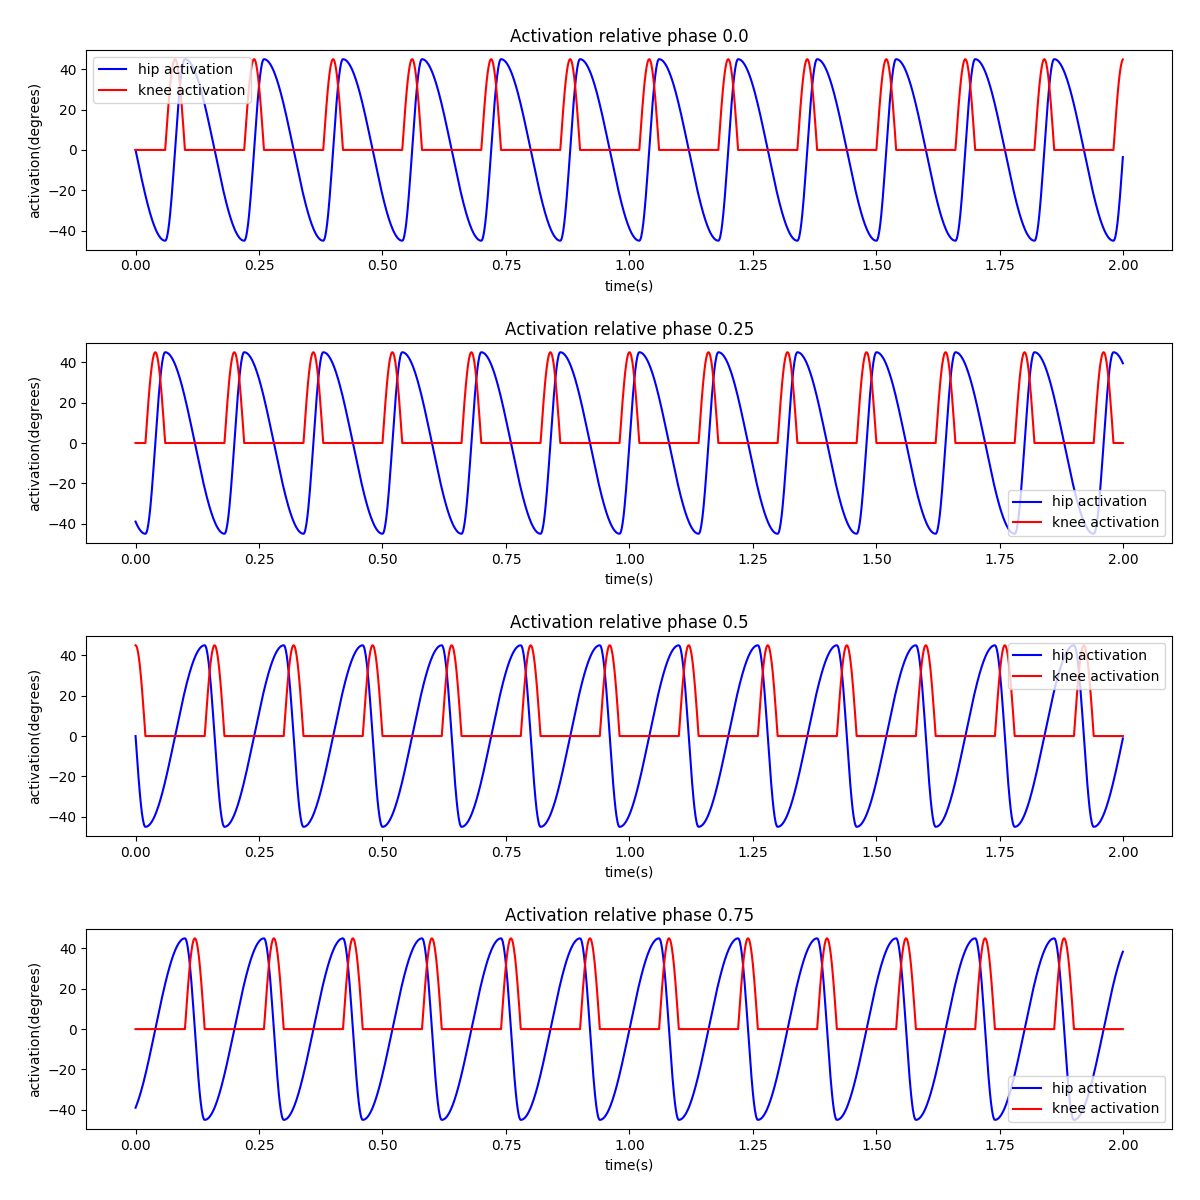 Activation relative phase 0.0
hip activation
knee activation
activation(degrees)
40
20
0
−20
−40
0.00 0.25 0.50 0.75 1.00 1.25 1.50 1.75 2.00
time(s)
Activation relative phase 0.25
activation(degrees)
40
20
0
−20
−40
hip activation
knee activation
0.00 0.25 0.50 0.75 1.00 1.25 1.50 1.75 2.00
time(s)
Activation relative phase 0.5
hip activation
knee activation
activation(degrees)
40
20
0
−20
−40
0.00 0.25 0.50 0.75 1.00 1.25 1.50 1.75 2.00
time(s)
Activation relative phase 0.75
activation(degrees)
40
20
0
−20
−40
hip activation
knee activation
0.00 0.25 0.50 0.75 1.00 1.25 1.50 1.75 2.00
time(s)